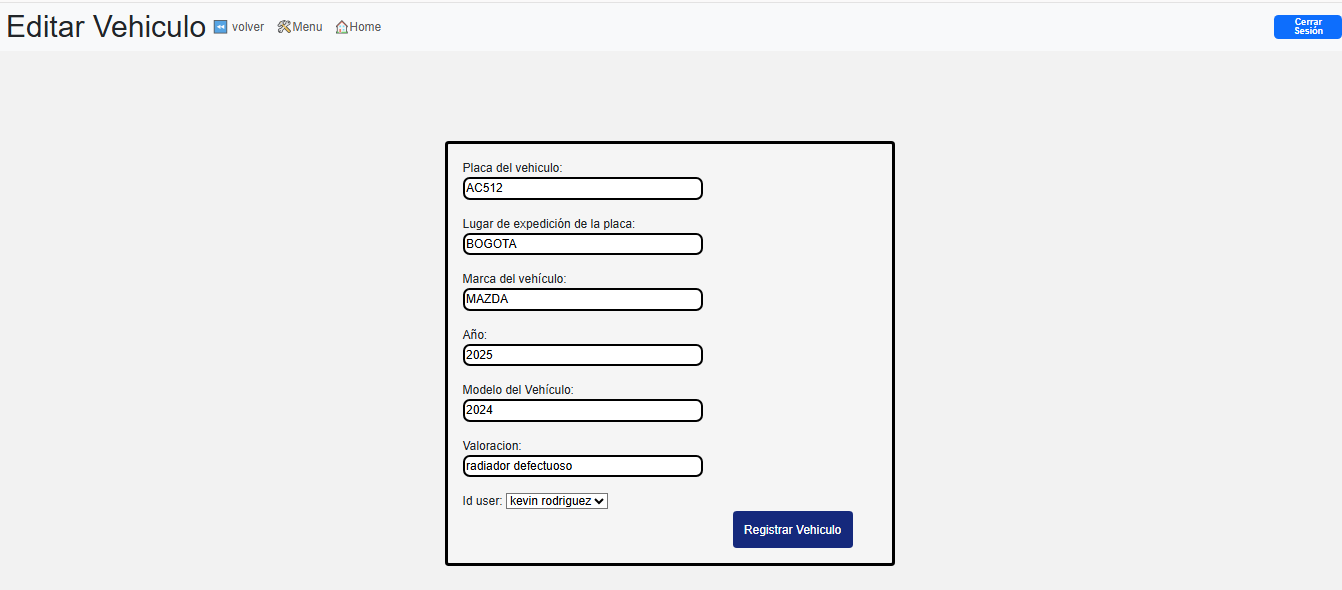 Editar Vehiculo volver Menu Home
Cerrar
Sesión
Placa del vehiculo:
AC512
Lugar de expedición de la placa:
BOGOTA
Marca del vehículo:
MAZDA
Año:
2025
Modelo del Vehículo:
2024
Valoracion:
radiador defectuoso
Id user: kevin rodriguez
Registrar Vehiculo